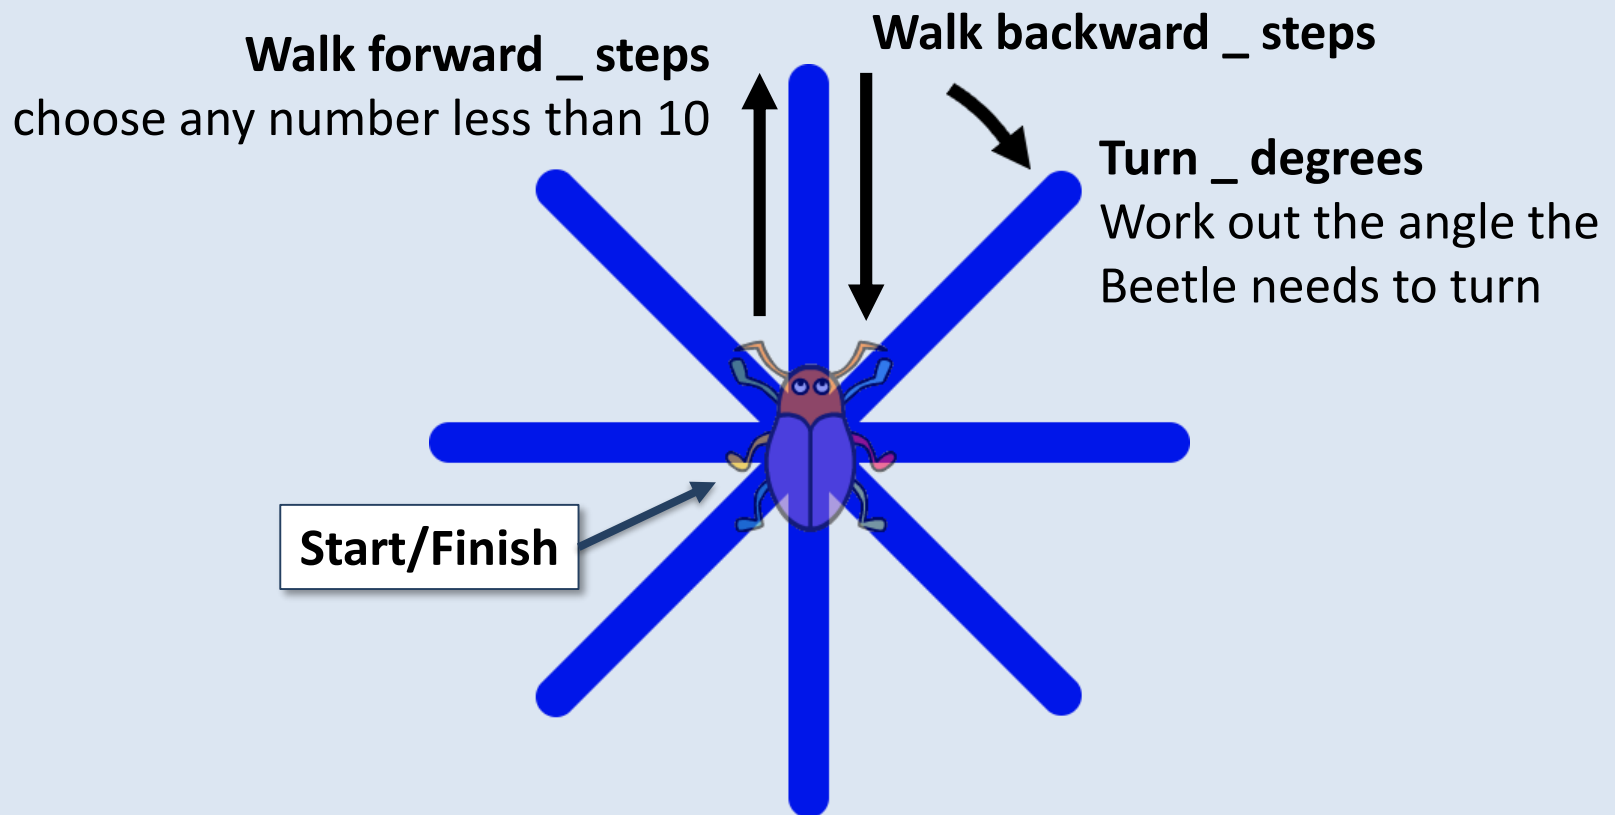 Walk forward _ steps
choose any number less than 10
Walk backward _ steps
Turn _ degrees
Work out the angle the
Beetle needs to turn
Start/Finish